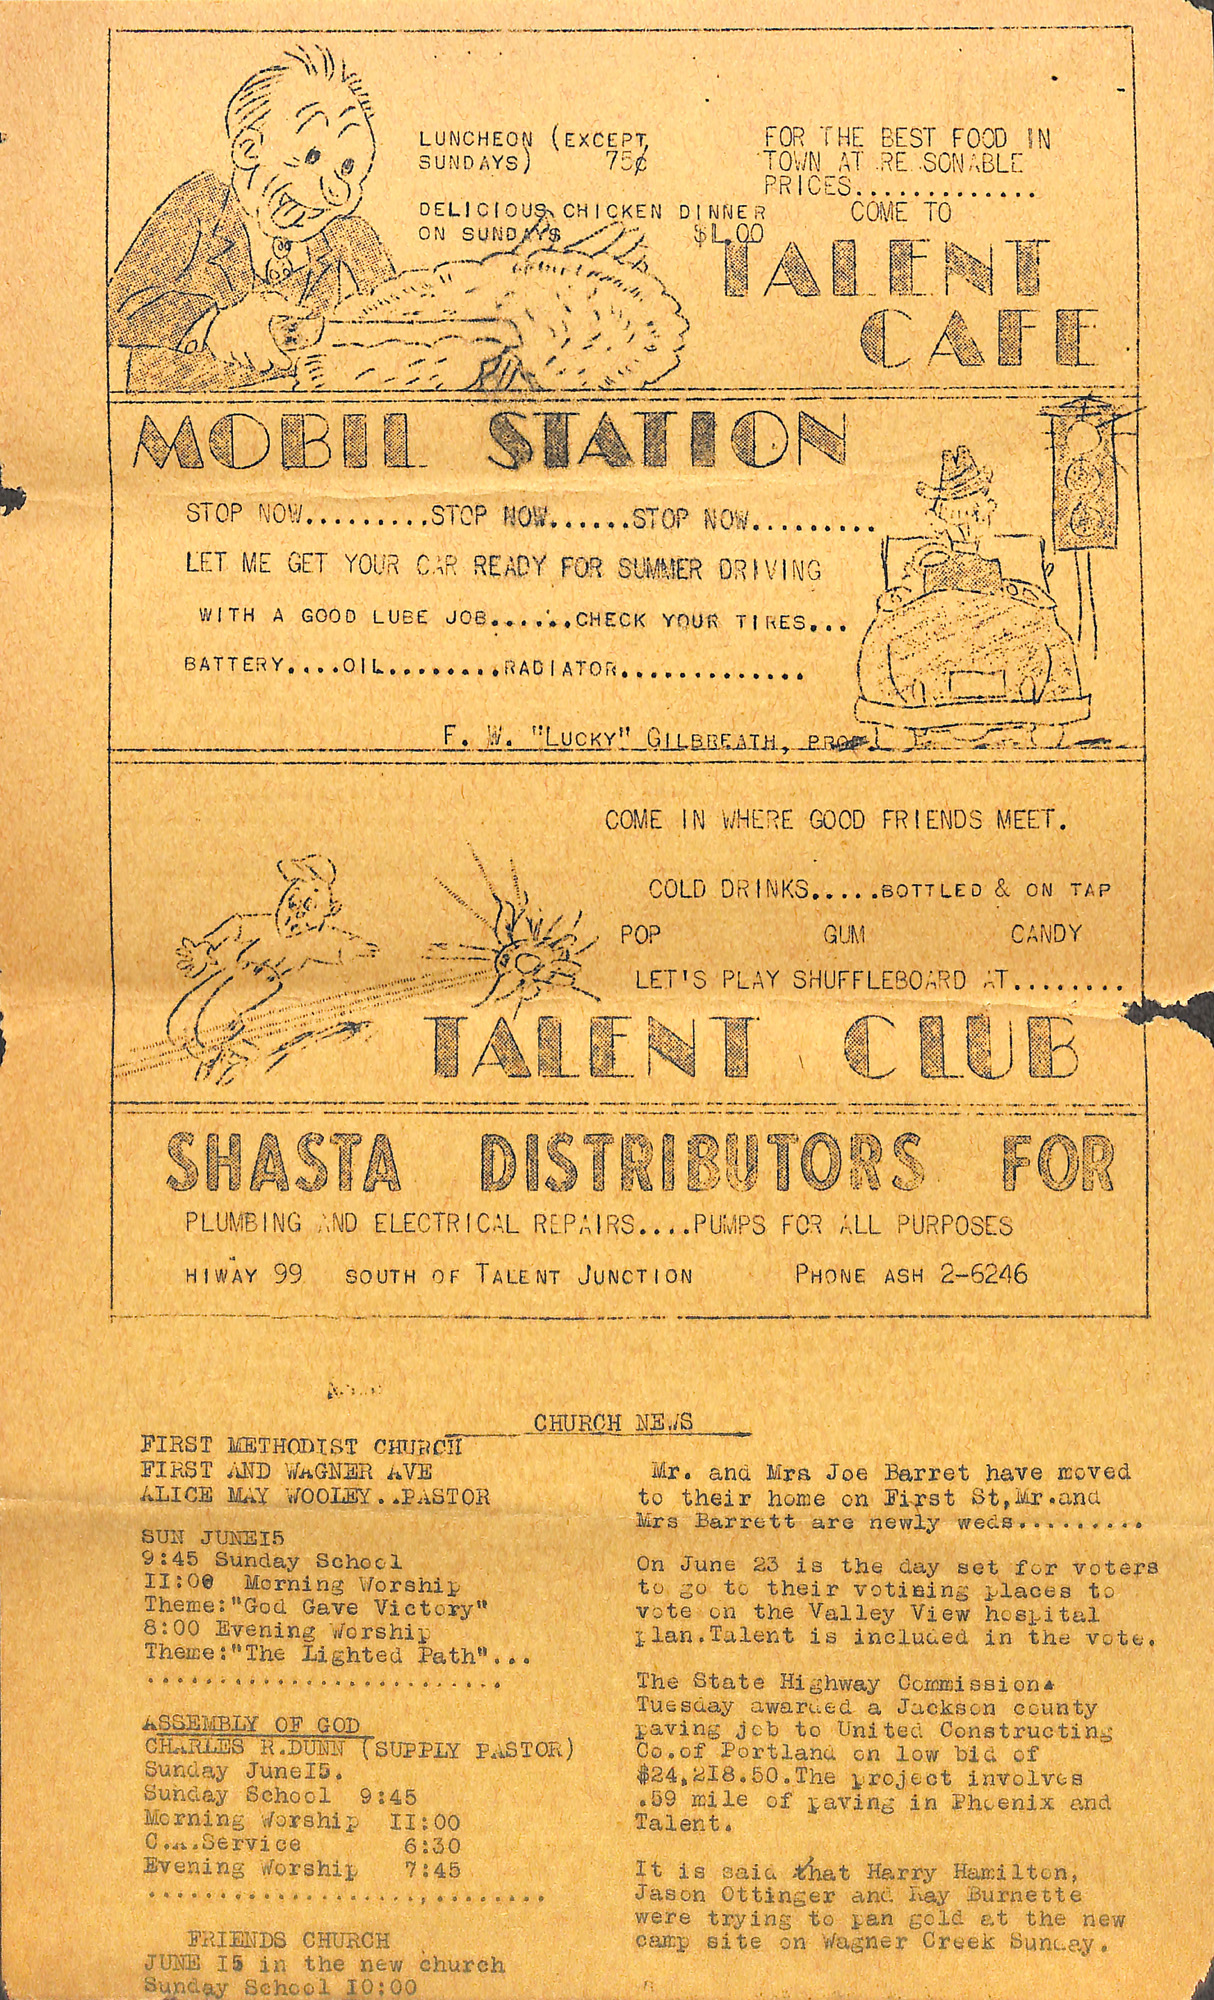 LUNCHEON (EXCEPT
SUNDAYS) 75¢
DELICIOUS CHICKEN DINNER
ON SUNDAYS $1.00
FOR THE BEST FOOD IN
TOWN AT RE SONABLE
PRICES.............
COME TO
TALENT
CAFE
MOBIL STATION
STOP NOW.........STOP NOW......STOP NOW.........
LET ME GET YOUR CAR READY FOR SUMMER DRIVING
WITH A GOOD LUBE JOB......CHECK YOUR TIRES...
BATTERY....OIL........RADIATOR.............
F. W. "LUCKY" GILBREATH, PROP.
COME IN WHERE GOOD FRIENDS MEET.
COLD DRINKS.....BOTTLED & ON TAP
POP GUM CANDY
LET'S PLAY SHUFFLEBOARD AT........
TALENT CLUB
SHASTA DISTRIBUTORS FOR
PLUMBING AND ELECTRICAL REPAIRS....PUMPS FOR ALL PURPOSES
HIWAY 99 SOUTH OF TALENT JUNCTION PHONE ASH 2-6246
CHURCH NEWS
FIRST METHODIST CHURCH
FIRST AND WAGNER AVE
ALICE MAY WOOLEY..PASTOR
SUN JUNEI5
9:45 Sunday School
II:00 Morning Worship
Theme:"God Gave Victory"
8:00 Evening Worship
Theme:"The Lighted Path"...
.........................
ASSEMBLY OF GOD
CHARLES R.DUNN (SUPPLY PASTOR)
Sunday JuneI5.
Sunday School 9:45
Morning Worship II:00
C.A.Service 6:30
Evening Worship 7:45
...................,........
FRIENDS CHURCH
JUNE I5 in the new church
Sunday School I0:00
Mr. and Mrs Joe Barret have moved
to their home on First St,Mr.and
Mrs Barrett are newly weds.........
On June 23 is the day set for voters
to go to their votining places to
vote on the Valley View hospital
plan.Talent is included in the vote.
The State Highway Commission
Tuesday awarded a Jackson county
paving job to United Constructing
Co.of Portland on low bid of
$24,218.50.The project involves
.59 mile of paving in Phoenix and
Talent.
It is said that Harry Hamilton,
Jason Ottinger and Ray Burnette
were trying to pan gold at the new
camp site on Wagner Creek Sunday.